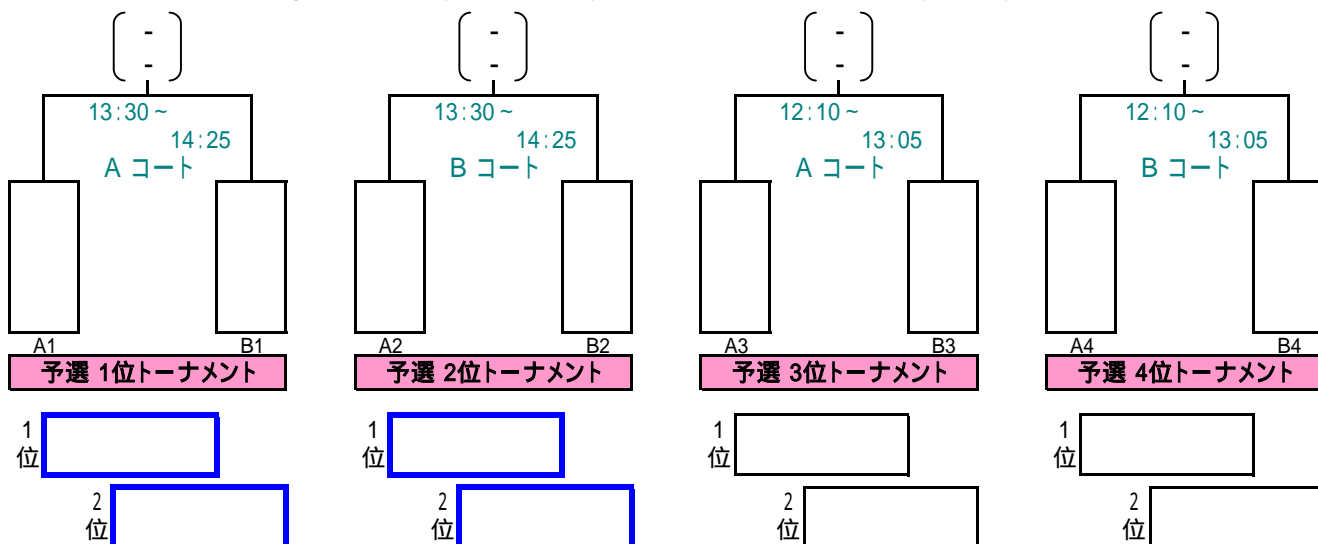 - - - -
- - - -
13:30~ 13:30~ 12:10~ 12:10~
14:25 14:25 13:05 13:05
A コート B コート A コート B コート
A1 B1 A2 B2 A3 B3 A4 B4
予選 1位トーナメント 予選 2位トーナメント 予選 3位トーナメント 予選 4位トーナメント
1 1 1 1
位 位 位 位
2 2 2 2
位 位 位 位